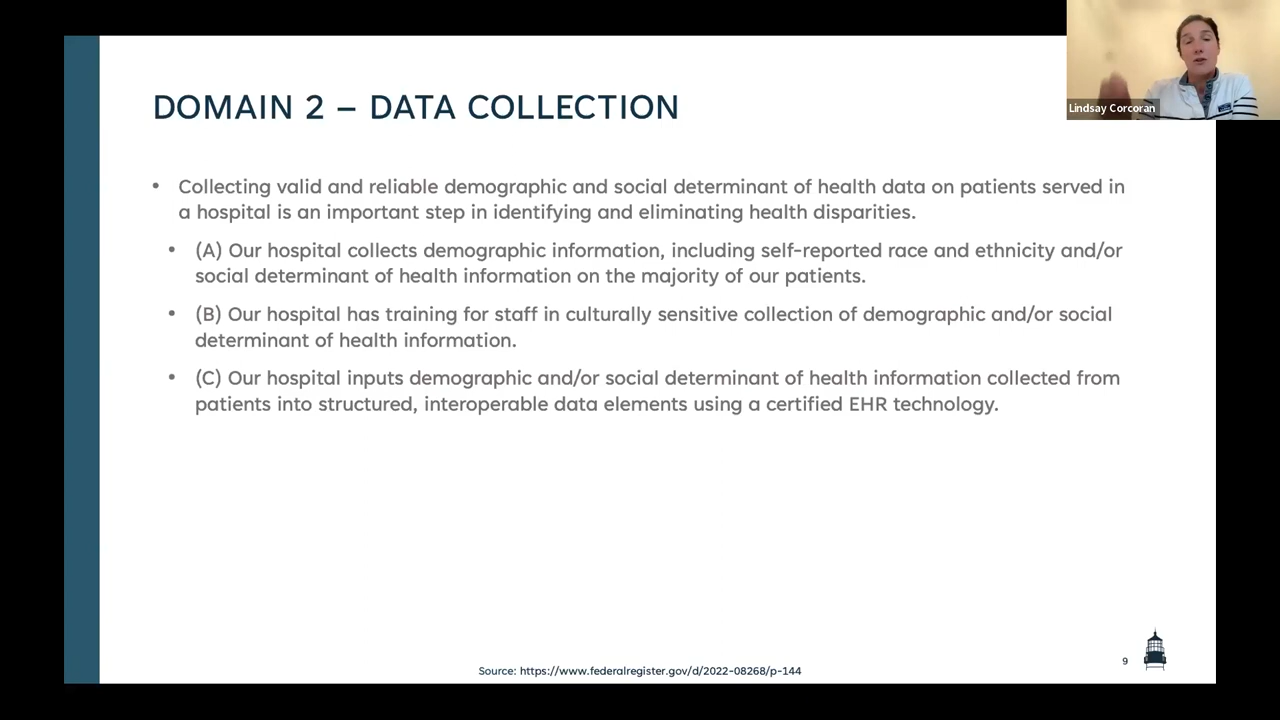 Lindsay Corcoran
DOMAIN 2 – DATA COLLECTION
• Collecting valid and reliable demographic and social determinant of health data on patients served in
a hospital is an important step in identifying and eliminating health disparities.
• (A) Our hospital collects demographic information, including self-reported race and ethnicity and/or
social determinant of health information on the majority of our patients.
• (B) Our hospital has training for staff in culturally sensitive collection of demographic and/or social
determinant of health information.
• (C) Our hospital inputs demographic and/or social determinant of health information collected from
patients into structured, interoperable data elements using a certified EHR technology.
9
Source: https://www.federalregister.gov/d/2022-08268/p-144